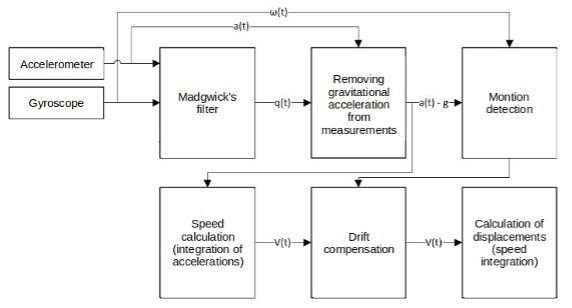 ω(t)
a(t)
Accelerometer
Gyroscope
Madgwick's
filter
q(t)
Removing
gravitational
acceleration
from
measurements
a(t) - g
Montion
detection
Speed
calculation
(integration of
accelerations)
V(t)
Drift
compensation
V(t)
Calculation of
displacements
(speed
integration)